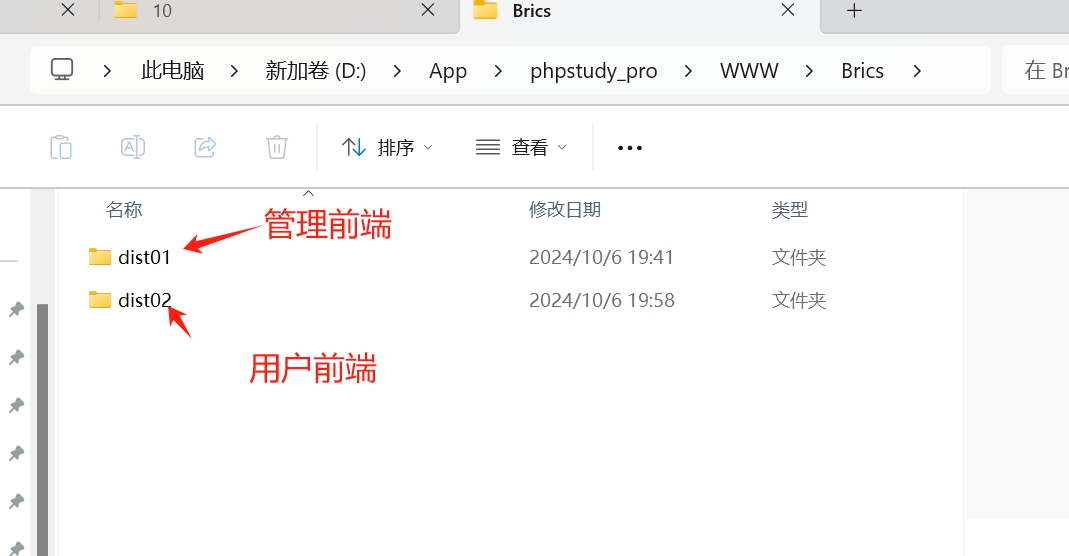 10
Brics
此电脑 新加卷 (D:) App phpstudy_pro WWW Brics
在 Br
排序 查看
名称 修改日期 类型
管理前端
dist01 2024/10/6 19:41 文件夹
dist02 2024/10/6 19:58 文件夹
用户前端